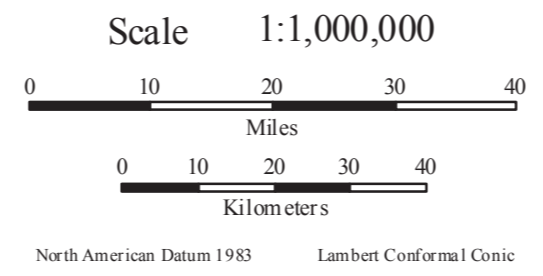 Scale 1:1,000,000
0 10 20 30 40
Miles
0 10 20 30 40
Kilometers
North American Datum 1983 Lambert Conformal Conic